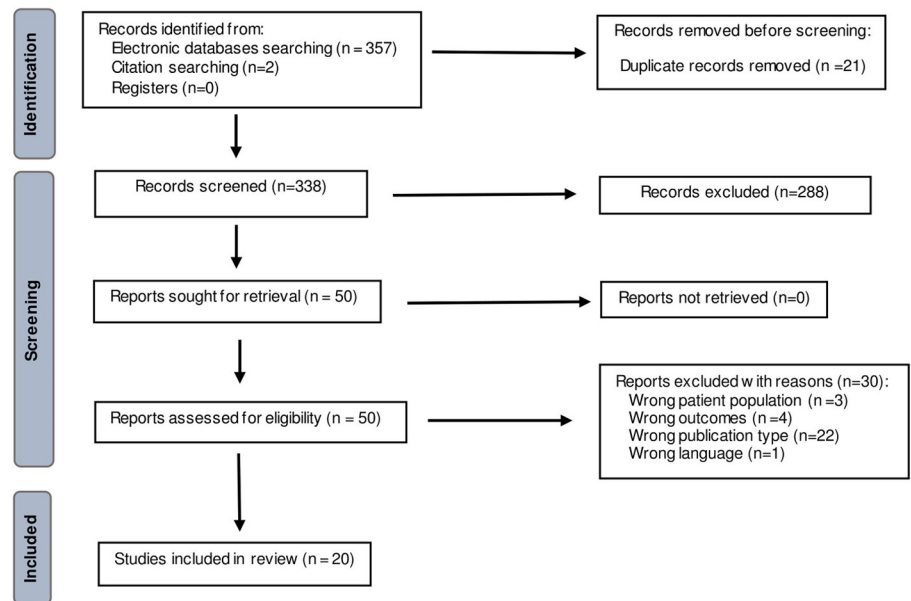 Identification
Records identified from:
Electronic databases searching (n = 357)
Citation searching (n=2)
Registers (n=0)
Records removed before screening:
Duplicate records removed (n =21)
Screening
Records screened (n=338)
Records excluded (n=288)
Reports sought for retrieval (n = 50)
Reports not retrieved (n=0)
Reports assessed for eligibility (n = 50)
Reports excluded with reasons (n=30):
Wrong patient population (n =3)
Wrong outcomes (n =4)
Wrong publication type (n=22)
Wrong language (n=1)
Included
Studies included in review (n = 20)